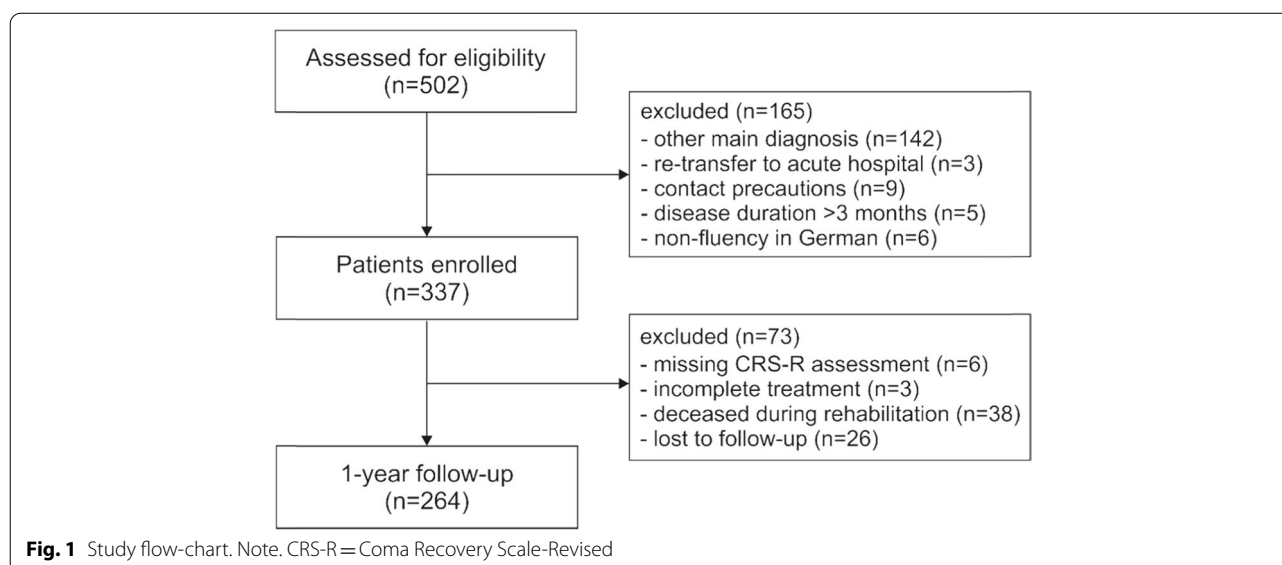 Assessed for eligibility
(n=502)
excluded (n=165)
- other main diagnosis (n=142)
- re-transfer to acute hospital (n=3)
- contact precautions (n=9)
- disease duration >3 months (n=5)
- non-fluency in German (n=6)
Patients enrolled
(n=337)
excluded (n=73)
- missing CRS-R assessment (n=6)
- incomplete treatment (n=3)
- deceased during rehabilitation (n=38)
- lost to follow-up (n=26)
1-year follow-up
(n=264)
Fig. 1 Study flow-chart. Note. CRS-R = Coma Recovery Scale-Revised